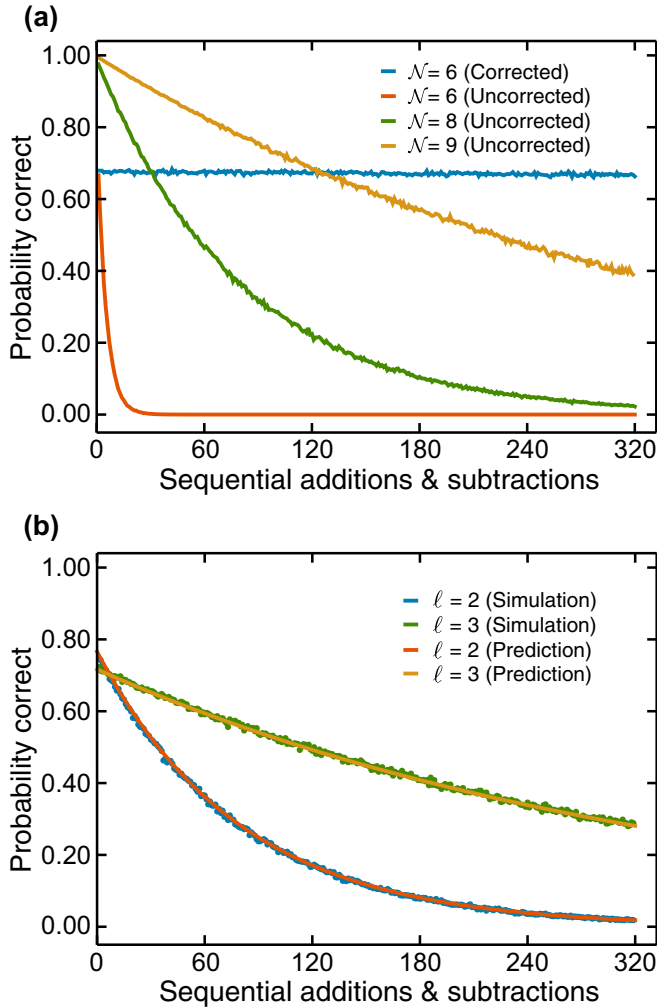 (a)
1.00
0.80
0.60
0.40
0.20
0.00
Probability correct
𝒩 = 6 (Corrected)
𝒩 = 6 (Uncorrected)
𝒩 = 8 (Uncorrected)
𝒩 = 9 (Uncorrected)
0 60 120 180 240 320
Sequential additions & subtractions
(b)
1.00
0.80
0.60
0.40
0.20
0.00
Probability correct
ℓ = 2 (Simulation)
ℓ = 3 (Simulation)
ℓ = 2 (Prediction)
ℓ = 3 (Prediction)
0 60 120 180 240 320
Sequential additions & subtractions